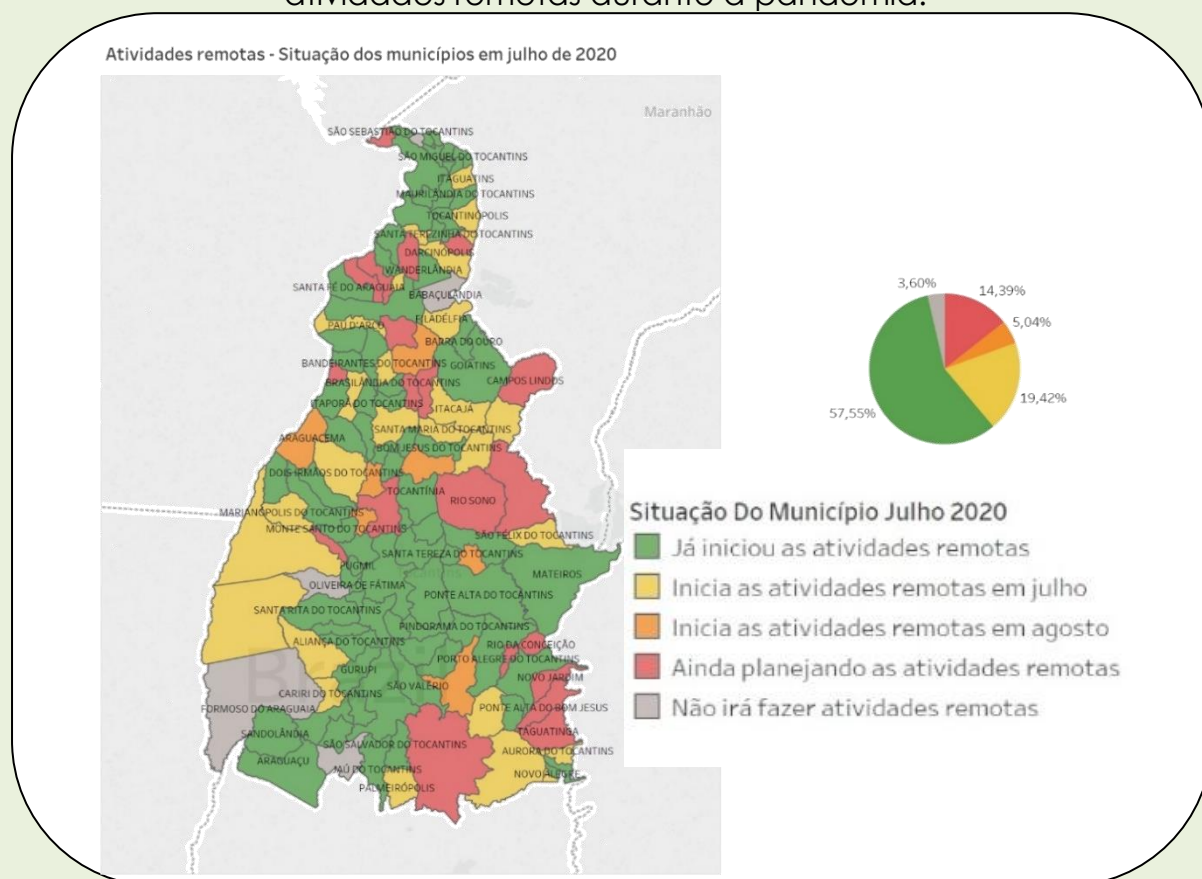 atividades remotas durante a pandemia.
Atividades remotas - Situação dos municípios em julho de 2020
Maranhão
SÃO SEBASTIÃO DO TOCANTINS
SÃO MIGUEL DO TOCANTINS
ITAGUATINS
MAURILÂNDIA DO TOCANTINS
TOCANTINÓPOLIS
SANTA TEREZINHA DO TOCANTINS
DARCINÓPOLIS
WANDERLÂNDIA
SANTA FÉ DO ARAGUAIA
BABAÇULÂNDIA
PAU D'ARCO
FILADÉLFIA
BARRA DO OURO
BANDEIRANTES DO TOCANTINS
GOIATINS
BRASILÂNDIA DO TOCANTINS
CAMPOS LINDOS
ITAPORÃ DO TOCANTINS
ITACAJÁ
SANTA MARIA DO TOCANTINS
ARAGUACEMA
BOM JESUS DO TOCANTINS
DOIS IRMÃOS DO TOCANTINS
TOCANTÍNIA
RIO SONO
MARIANÓPOLIS DO TOCANTINS
MONTE SANTO DO TOCANTINS
SÃO FÉLIX DO TOCANTINS
SANTA TEREZA DO TOCANTINS
PUGMIL
MATEIROS
OLIVEIRA DE FÁTIMA
PONTE ALTA DO TOCANTINS
SANTA RITA DO TOCANTINS
PINDORAMA DO TOCANTINS
ALIANÇA DO TOCANTINS
RIO DA CONCEIÇÃO
PORTO ALEGRE DO TOCANTINS
GURUPI
NOVO JARDIM
SÃO VALÉRIO
CARIRI DO TOCANTINS
FORMOSO DO ARAGUAIA
PONTE ALTA DO BOM JESUS
SANDOLÂNDIA
TAGUATINGA
SÃO SALVADOR DO TOCANTINS
AURORA DO TOCANTINS
ARAGUAÇU
JAÚ DO TOCANTINS
NOVO ALEGRE
PALMEIRÓPOLIS
3,60%
14,39%
5,04%
19,42%
57,55%
Situação Do Município Julho 2020
Já iniciou as atividades remotas
Inicia as atividades remotas em julho
Inicia as atividades remotas em agosto
Ainda planejando as atividades remotas
Não irá fazer atividades remotas